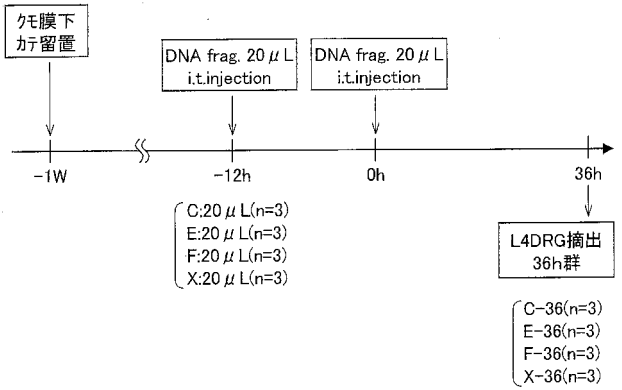 クモ膜下
カテ留置
DNA frag. 20 μ L
i.t.injection
DNA frag. 20 μ L
i.t.injection
-1W
-12h
0h
36h
C:20 μ L(n=3)
E:20 μ L(n=3)
F:20 μ L(n=3)
X:20 μ L(n=3)
L4DRG摘出
36h群
C-36(n=3)
E-36(n=3)
F-36(n=3)
X-36(n=3)